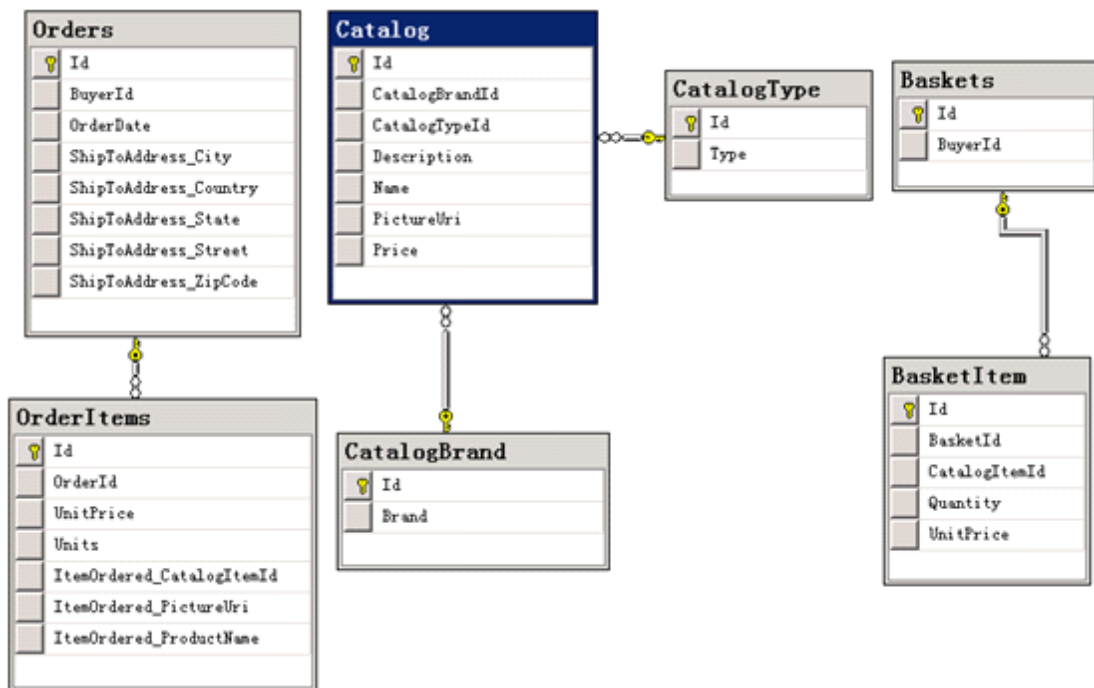 Orders
Id
BuyerId
OrderDate
ShipToAddress_City
ShipToAddress_Country
ShipToAddress_State
ShipToAddress_Street
ShipToAddress_ZipCode
Catalog
Id
CatalogBrandId
CatalogTypeId
Description
Name
PictureUri
Price
CatalogType
Id
Type
Baskets
Id
BuyerId
OrderItems
Id
OrderId
UnitPrice
Units
ItemOrdered_CatalogItemId
ItemOrdered_PictureUri
ItemOrdered_ProductName
CatalogBrand
Id
Brand
BasketItem
Id
BasketId
CatalogItemId
Quantity
UnitPrice